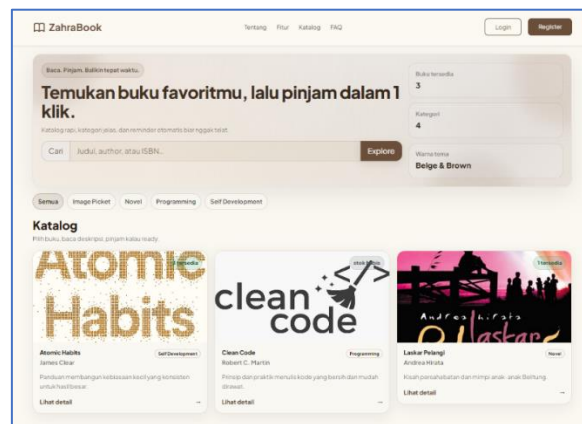 ZahraBook
Tentang Fitur Katalog FAQ
Login Register
Baca. Pinjam. Balikin tepat waktu.
Temukan buku favoritmu, lalu pinjam dalam 1
klik.
Katalog rapi, kategori jelas, dan reminder otomatis biar nggak telat.
Cari Judul, author, atau ISBN... Explore
Buku tersedia
3
Kategori
4
Warna tema
Beige & Brown
Semua Image Picket Novel Programming Self Development
Katalog
Pilih buku, baca deskripsi, pinjam kalau ready.
Atomic
Habits
tersedia
Atomic Habits Self Development
James Clear
Panduan membangun kebiasaan kecil yang konsisten
untuk hasil besar.
Lihat detail →
clean
code
</>
Clean Code Programming
Robert C. Martin
Prinsip dan praktik menulis kode yang bersih dan mudah
dirawat.
Lihat detail →
tersedia
Andrea Hirata
Laskar
Laskar Pelangi Novel
Andrea Hirata
Kisah persahabatan dan mimpi anak-anak Belitung.
Lihat detail →